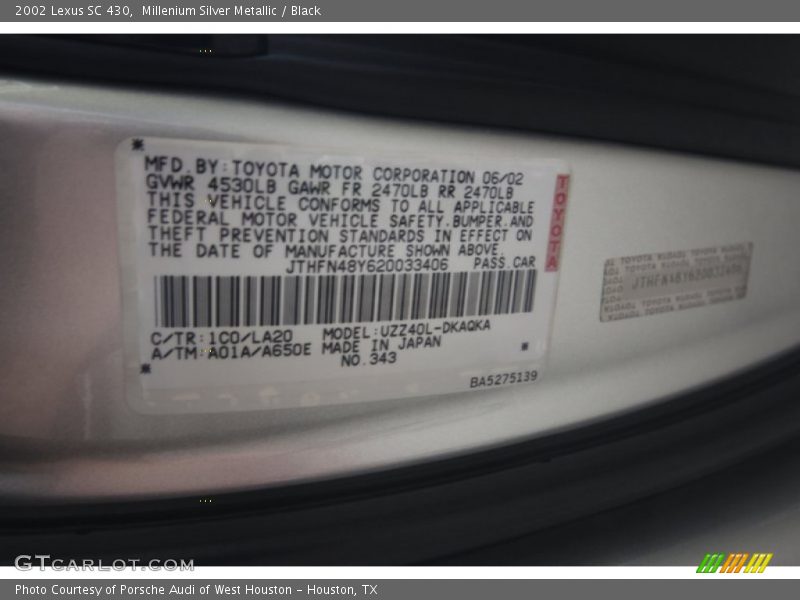 2002 Lexus SC 430,  Millenium Silver Metallic / Black
MFD.BY:TOYOTA MOTOR CORPORATION 06/02
GVWR 4530LB GAWR FR 2470LB RR 2470LB
THIS VEHICLE CONFORMS TO ALL APPLICABLE
FEDERAL MOTOR VEHICLE SAFETY.BUMPER.AND
THEFT PREVENTION STANDARDS IN EFFECT ON
THE DATE OF MANUFACTURE SHOWN ABOVE.
JTHFN48Y620033406 PASS.CAR
TOYOTA
C/TR:1C0/LA20 MODEL:UZZ40L-DKAQKA
A/TM:A01A/A650E MADE IN JAPAN
NO.343
BA5275139
TOYOTA TOYOTA TOYOTA
JTHFN48Y620033406
GTCarLot.com
Photo Courtesy of Porsche Audi of West Houston – Houston, TX